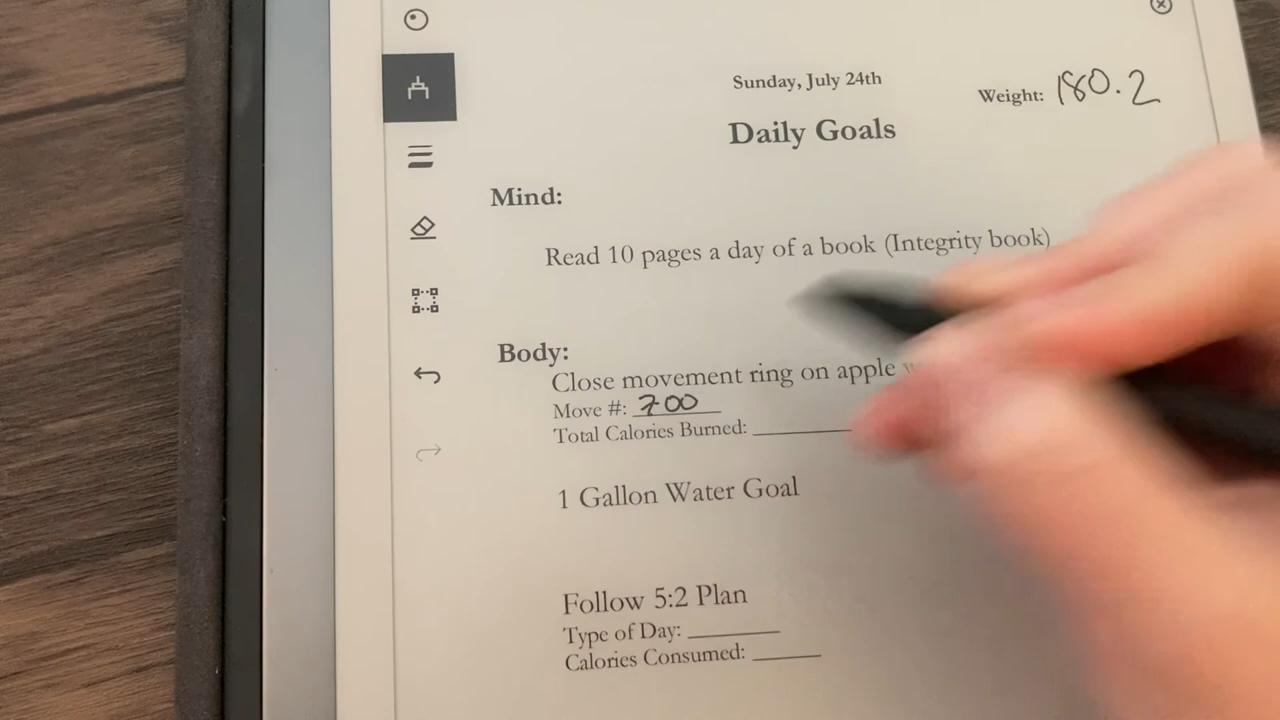 Sunday, July 24th
Weight: 180.2
Daily Goals
Mind:
Read 10 pages a day of a book (Integrity book)
Body:
Close movement ring on apple
Move #: 700
Total Calories Burned:
1 Gallon Water Goal
Follow 5:2 Plan
Type of Day:
Calories Consumed: